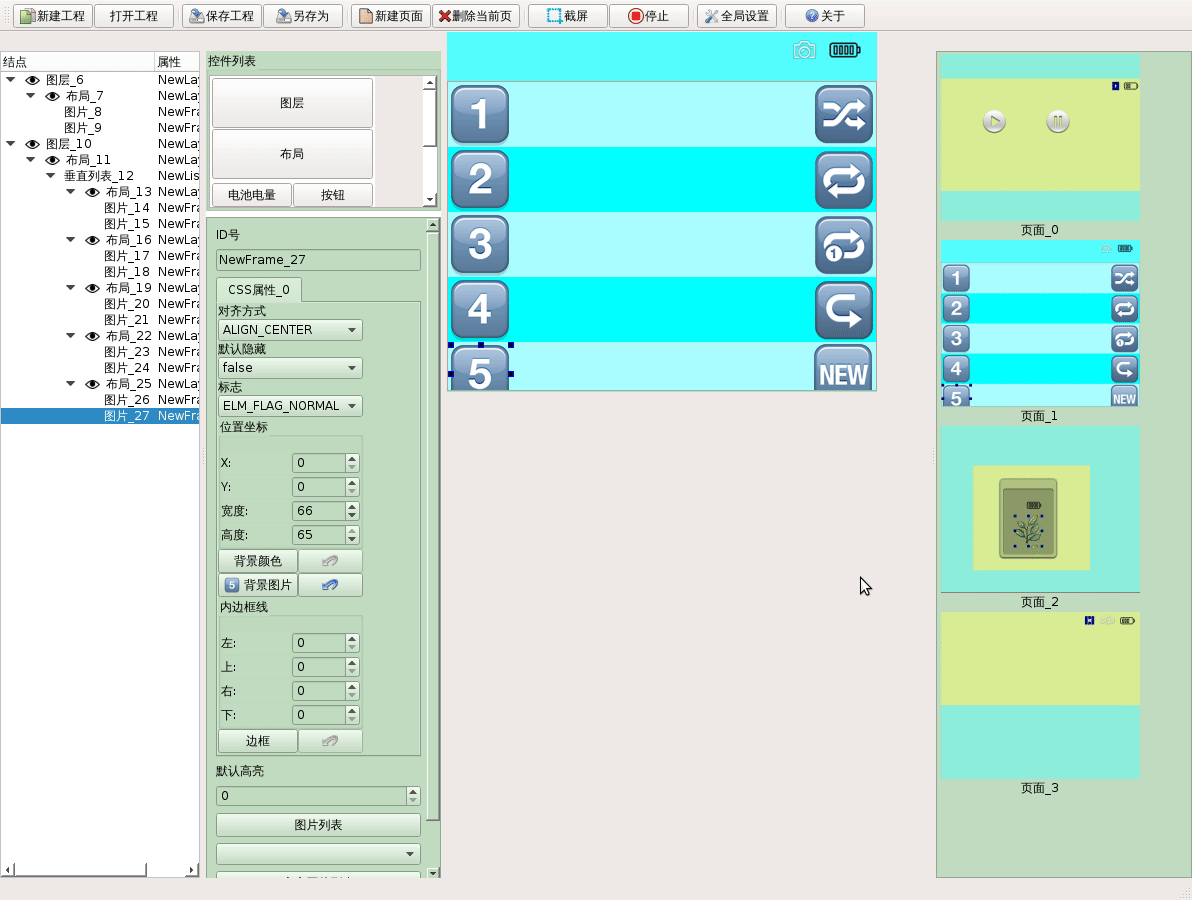 新建工程 打开工程 保存工程 另存为 新建页面 删除当前页 截屏 停止 全局设置 关于
结点 属性
图层_6 NewLay
布局_7 NewLa
图片_8 NewFra
图片_9 NewFra
图层_10 NewLa
布局_11 NewLa
垂直列表_12 NewLis
布局_13 NewLa
图片_14 NewFra
图片_15 NewFra
布局_16 NewLa
图片_17 NewFra
图片_18 NewFra
布局_19 NewLa
图片_20 NewFra
图片_21 NewFra
布局_22 NewLa
图片_23 NewFra
图片_24 NewFra
布局_25 NewLa
图片_26 NewFra
图片_27 NewFra
控件列表
图层
布局
电池电量 按钮
ID号
NewFrame_27
CSS属性_0
对齐方式
ALIGN_CENTER
默认隐藏
false
标志
ELM_FLAG_NORMAL
位置坐标
X: 0
Y: 0
宽度: 66
高度: 65
背景颜色
5 背景图片
内边框线
左: 0
上: 0
右: 0
下: 0
边框
默认高亮
0
图片列表
1
2
3
1
4
5 NEW
页面_0
1
2
3
4
5 NEW
页面_1
页面_2
页面_3